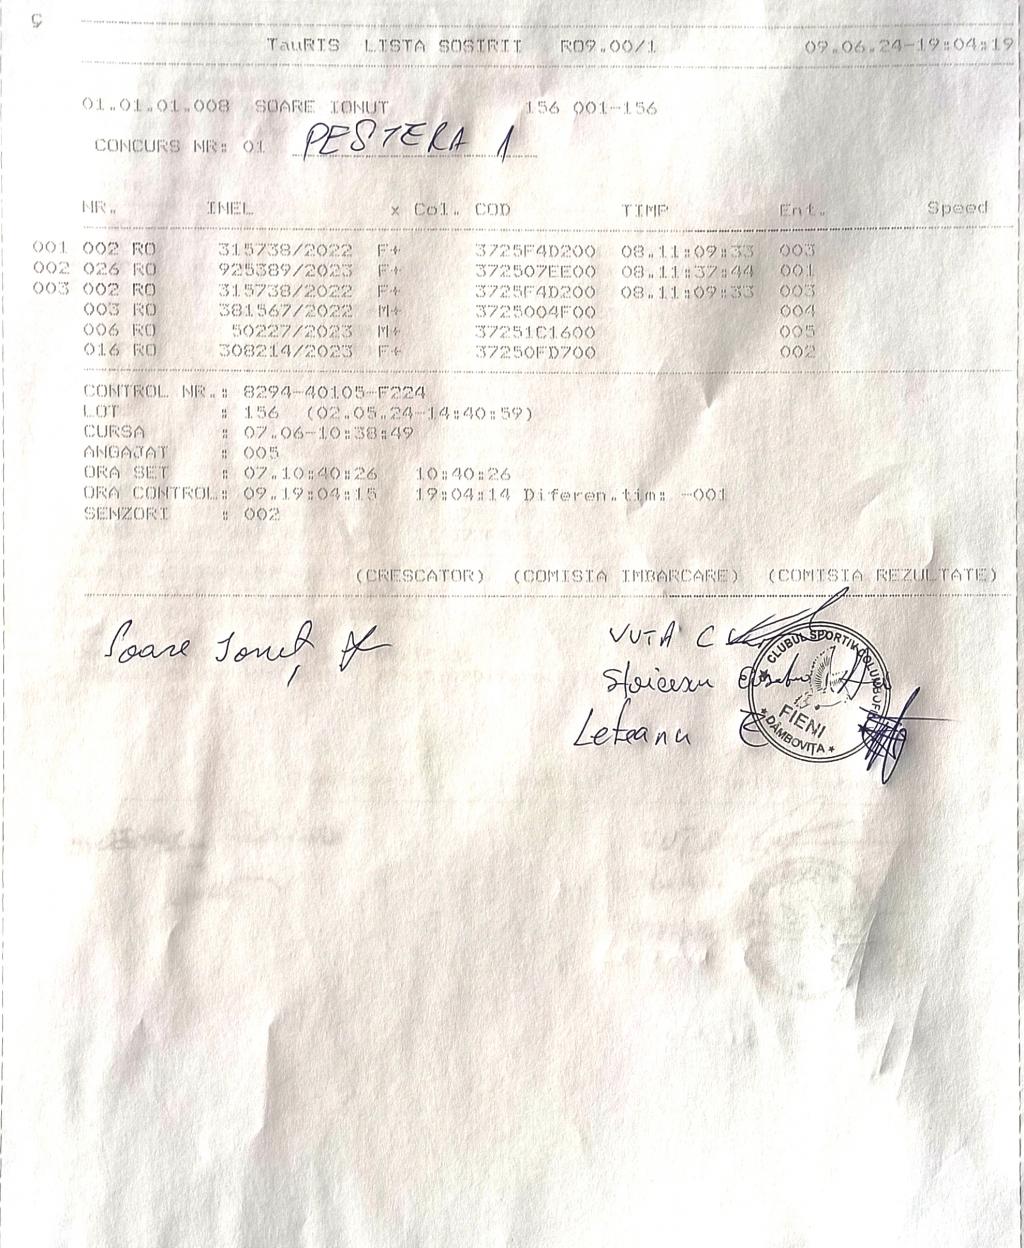 TauRIS LISTA SOSIRII R09.00/1 09.06.24-19:04:19
01.01.01.008 SOARE IONUT 156 001-156
CONCURS NR: 01 PESTERA 1
NR. INEL x Col. COD TIMP Ent. Speed
001 002 RO 315738/2022 F+ 3725F4D200 08.11:09:33 003
002 026 RO 925389/2023 F+ 372507EE00 08.11:37:44 001
003 002 RO 315738/2022 F+ 3725F4D200 08.11:09:33 003
003 RO 381567/2022 M+ 3725004F00 004
006 RO 50227/2023 M+ 37251C1600 005
016 RO 308214/2023 F+ 37250FD700 002
CONTROL NR.: 8294-40105-F224
LOT : 156 (02.05.24-14:40:59)
CURSA : 07.06-10:38:49
ANGAJAT : 005
ORA SET : 07.10:40:26 10:40:26
ORA CONTROL: 09.19:04:15 19:04:14 Diferen.tim: -001
SENZORI : 002
(CRESCATOR) (COMISIA IMBARCARE) (COMISIA REZULTATE)
Soare Ionuț
VUTĂ C
Stoicescu
Leteanu
CLUBUL SPORTIV COLUMBOFIL
FIENI
DÂMBOVIȚA